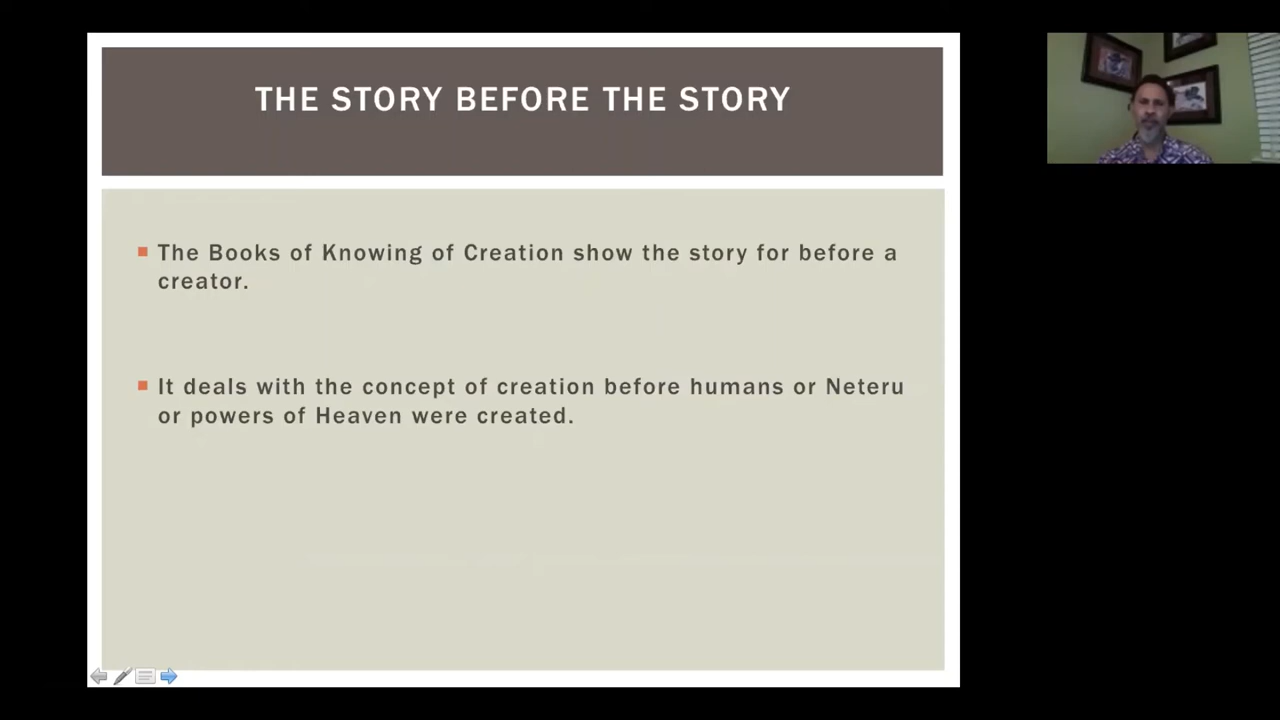 THE STORY BEFORE THE STORY
The Books of Knowing of Creation show the story for before a
creator.
It deals with the concept of creation before humans or Neteru
or powers of Heaven were created.